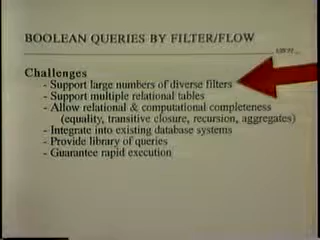 BOOLEAN QUERIES BY FILTER/FLOW
Challenges
- Support large numbers of diverse filters
- Support multiple relational tables
- Allow relational & computational completeness
(equality, transitive closure, recursion, aggregates)
- Integrate into existing database systems
- Provide library of queries
- Guarantee rapid execution